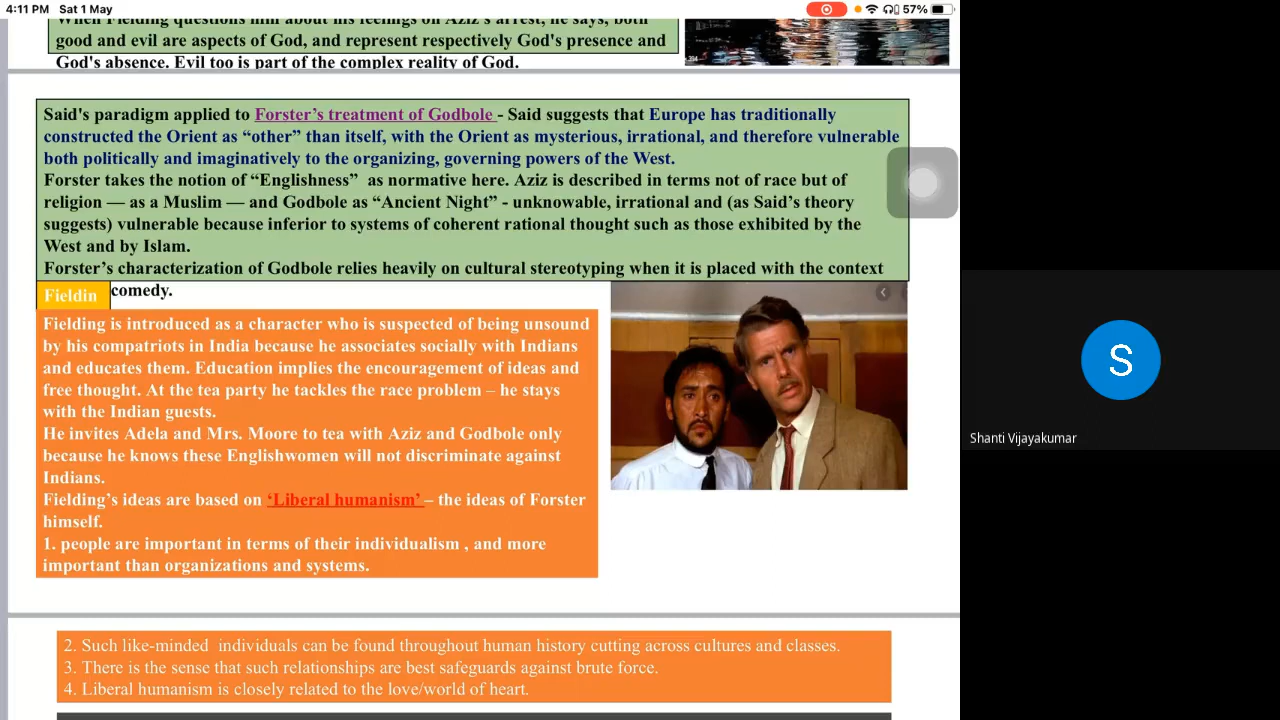 4:11 PM Sat 1 May
57%
When Fielding questions him about his feelings on Aziz's arrest, he says, both
good and evil are aspects of God, and represent respectively God's presence and
God's absence. Evil too is part of the complex reality of God.
Said's paradigm applied to Forster’s treatment of Godbole - Said suggests that Europe has traditionally
constructed the Orient as “other” than itself, with the Orient as mysterious, irrational, and therefore vulnerable
both politically and imaginatively to the organizing, governing powers of the West.
Forster takes the notion of “Englishness” as normative here. Aziz is described in terms not of race but of
religion — as a Muslim — and Godbole as “Ancient Night” - unknowable, irrational and (as Said’s theory
suggests) vulnerable because inferior to systems of coherent rational thought such as those exhibited by the
West and by Islam.
Forster’s characterization of Godbole relies heavily on cultural stereotyping when it is placed with the context
comedy.
Fieldin
Fielding is introduced as a character who is suspected of being unsound
by his compatriots in India because he associates socially with Indians
and educates them. Education implies the encouragement of ideas and
free thought. At the tea party he tackles the race problem – he stays
with the Indian guests.
He invites Adela and Mrs. Moore to tea with Aziz and Godbole only
because he knows these Englishwomen will not discriminate against
Indians.
Fielding’s ideas are based on ‘Liberal humanism’ – the ideas of Forster
himself.
1. people are important in terms of their individualism , and more
important than organizations and systems.
2. Such like-minded individuals can be found throughout human history cutting across cultures and classes.
3. There is the sense that such relationships are best safeguards against brute force.
4. Liberal humanism is closely related to the love/world of heart.
S
Shanti Vijayakumar